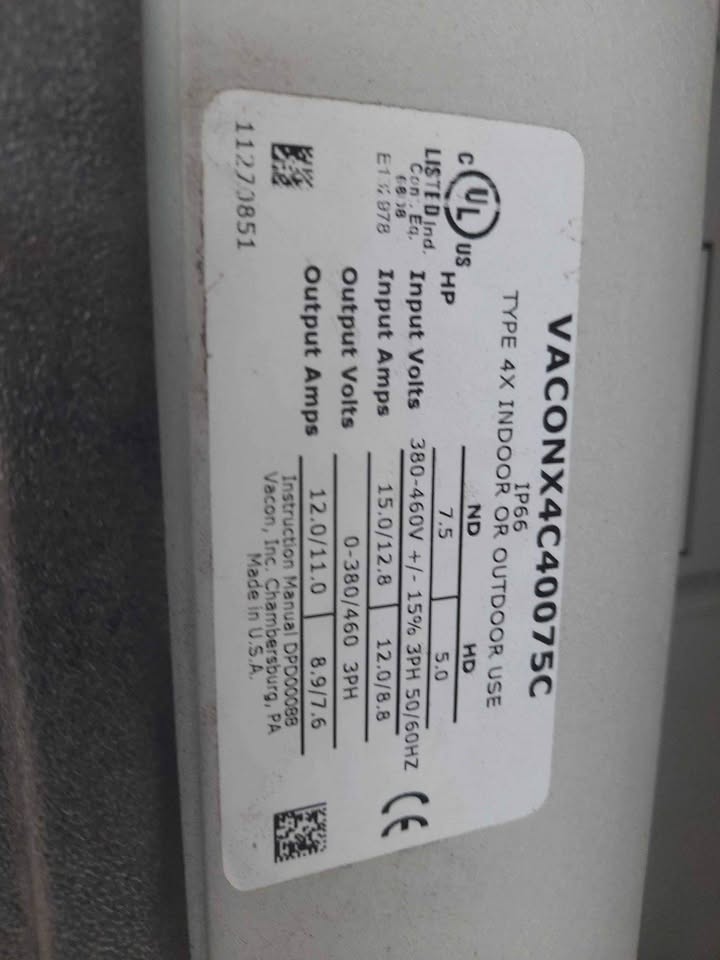 VACONX4C40075C
IP66
TYPE 4X INDOOR OR OUTDOOR USE
C UL US
LISTED Ind.
Con. Eq.
ND HD
HP 7.5 5.0
Input Volts 380-460V +/- 15% 3PH 50/60HZ
Input Amps 15.0/12.8 12.0/8.8
Output Volts 0-380/460 3PH
Output Amps 12.0/11.0 8.9/7.6
CE
Instruction Manual DPD00088
Vacon, Inc. Chambersburg, PA
Made in U.S.A.
11270851